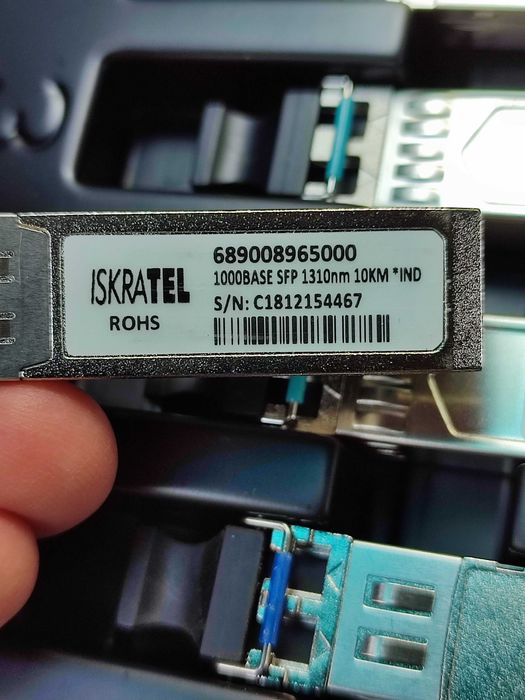 ISKRATEL
ROHS
689008965000
1000BASE SFP 1310nm 10KM *IND
S/N: C1812154467